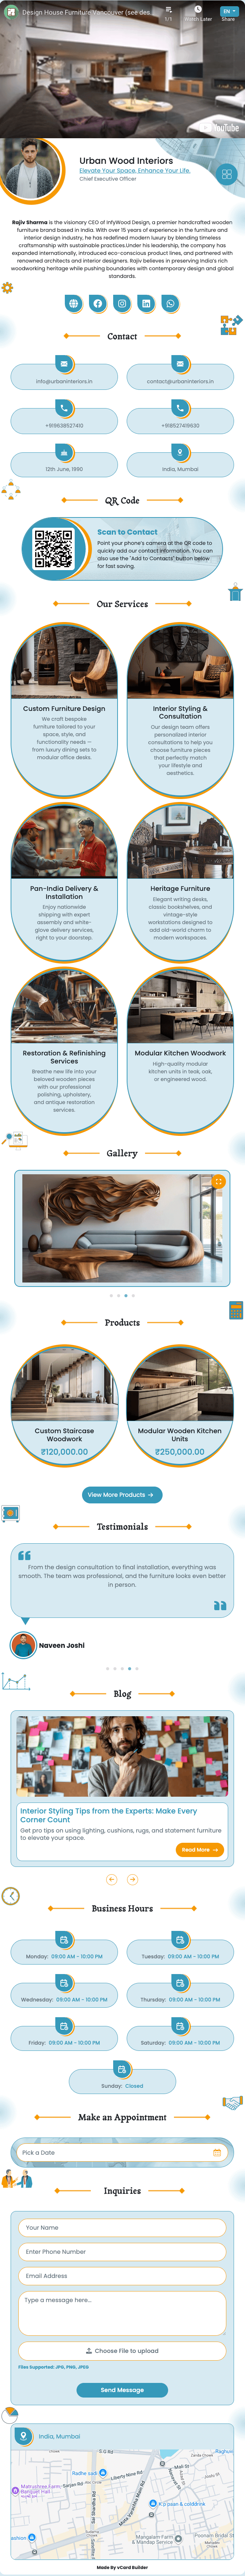 Design House Furniture Vancouver (see des...
1/1
Watch Later
EN
Share
YouTube
Urban Wood Interiors
Elevate Your Space. Enhance Your Life.
Chief Executive Officer
Rajiv Sharma is the visionary CEO of InfyWood Design, a premier handcrafted wooden
furniture brand based in India. With over 15 years of experience in the furniture and
interior design industry, he has redefined modern luxury by blending timeless
craftsmanship with sustainable practices.Under his leadership, the company has
expanded internationally, introduced eco-conscious product lines, and partnered with
renowned architects and interior designers. Rajiv believes in preserving India's rich
woodworking heritage while pushing boundaries with contemporary design and global
standards.
Contact
info@urbaninteriors.in
contact@urbaninteriors.in
+919638527410
+918527419630
12th June, 1990
India, Mumbai
QR Code
Scan to Contact
Point your phone's camera at the QR code to
quickly add our contact information. You can
also use the "Add to Contacts" button below
for fast saving.
Our Services
Custom Furniture Design
We craft bespoke
furniture tailored to your
space, style, and
functionality needs —
from luxury dining sets to
modular office desks.
Interior Styling &
Consultation
Our design team offers
personalized interior
consultations to help you
choose furniture pieces
that perfectly match
your lifestyle and
aesthetics.
Pan-India Delivery &
Installation
Enjoy nationwide
shipping with expert
assembly and white-
glove delivery services,
right to your doorstep.
Heritage Furniture
Elegant writing desks,
classic bookshelves, and
vintage-style
workstations designed to
add old-world charm to
modern workspaces.
Restoration & Refinishing
Services
Breathe new life into your
beloved wooden pieces
with our professional
polishing, upholstery,
and antique restoration
services.
Modular Kitchen Woodwork
High-quality modular
kitchen units in teak, oak,
or engineered wood.
Gallery
Products
Custom Staircase
Woodwork
₹120,000.00
Modular Wooden Kitchen
Units
₹250,000.00
View More Products →
Testimonials
From the design consultation to final installation, everything was
smooth. The team was professional, and the furniture looks even better
in person.
Naveen Joshi
Blog
Interior Styling Tips from the Experts: Make Every
Corner Count
Get pro tips on using lighting, cushions, rugs, and statement furniture
to elevate your space.
Read More →
Business Hours
Monday: 09:00 AM - 10:00 PM
Tuesday: 09:00 AM - 10:00 PM
Wednesday: 09:00 AM - 10:00 PM
Thursday: 09:00 AM - 10:00 PM
Friday: 09:00 AM - 10:00 PM
Saturday: 09:00 AM - 10:00 PM
Sunday: Closed
Make an Appointment
Pick a Date
Inquiries
Your Name
Enter Phone Number
Email Address
Type a message here...
Choose File to upload
Files Supported: JPG, PNG, JPEG
Send Message
India, Mumbai
Made By vCard Builder